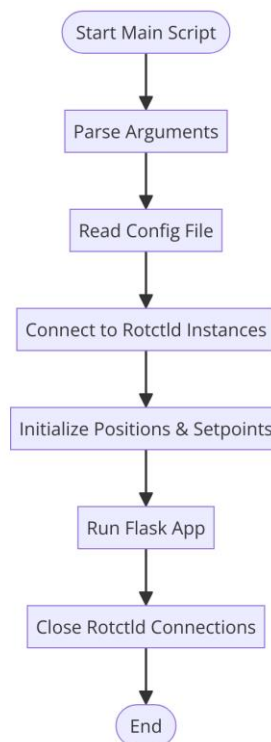 Start Main Script
Parse Arguments
Read Config File
Connect to Rotctld Instances
Initialize Positions & Setpoints
Run Flask App
Close Rotctld Connections
End